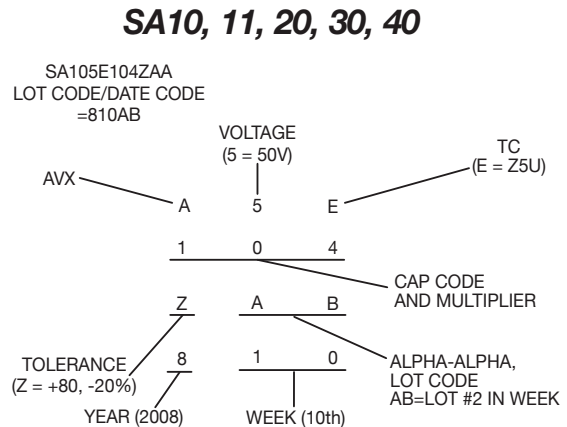 SA10, 11, 20, 30, 40
SA105E104ZAA
LOT CODE/DATE CODE
=810AB
VOLTAGE
(5 = 50V)
TC
(E = Z5U)
AVX
A 5 E
1 0 4
CAP CODE
AND MULTIPLIER
Z A B
TOLERANCE
(Z = +80, -20%)
8 1 0
ALPHA-ALPHA,
LOT CODE
AB=LOT #2 IN WEEK
YEAR (2008)
WEEK (10th)